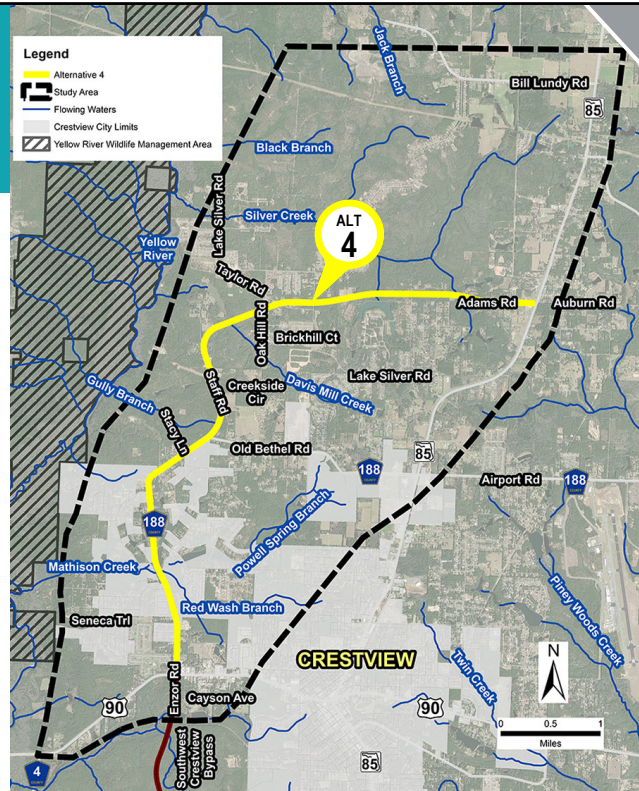 Legend
Alternative 4
Study Area
Flowing Waters
Crestview City Limits
Yellow River Wildlife Management Area
Jack Branch
Bill Lundy Rd
85
Black Branch
Lake Silver Rd
Silver Creek
ALT
4
Yellow
River
Taylor Rd
Adams Rd
Auburn Rd
Oak Hill Rd
Brickhill Ct
Lake Silver Rd
Staff Rd
Creekside
Cir
Davis Mill Creek
Gully Branch
Stacy Ln
Old Bethel Rd
85
188
COUNTY
Airport Rd
188
COUNTY
188
COUNTY
Powell Spring Branch
Mathison Creek
Red Wash Branch
Piney Woods Creek
Seneca Trl
CRESTVIEW
Twin Creek
N
Enzor Rd
Cayson Ave
90
90
0 0.5 1
Miles
Southwest
Crestview
Bypass
85
4
COUNTY